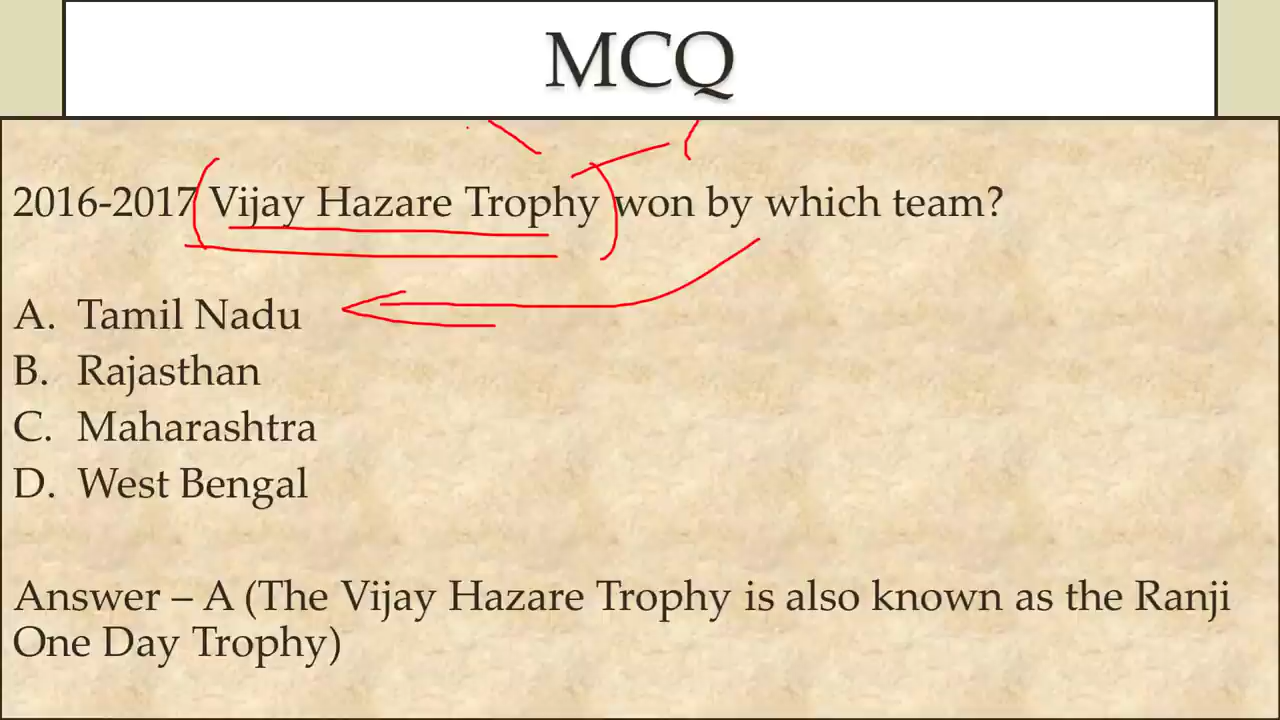 MCQ
2016-2017 Vijay Hazare Trophy won by which team?
A. Tamil Nadu
B. Rajasthan
C. Maharashtra
D. West Bengal
Answer – A (The Vijay Hazare Trophy is also known as the Ranji
One Day Trophy)